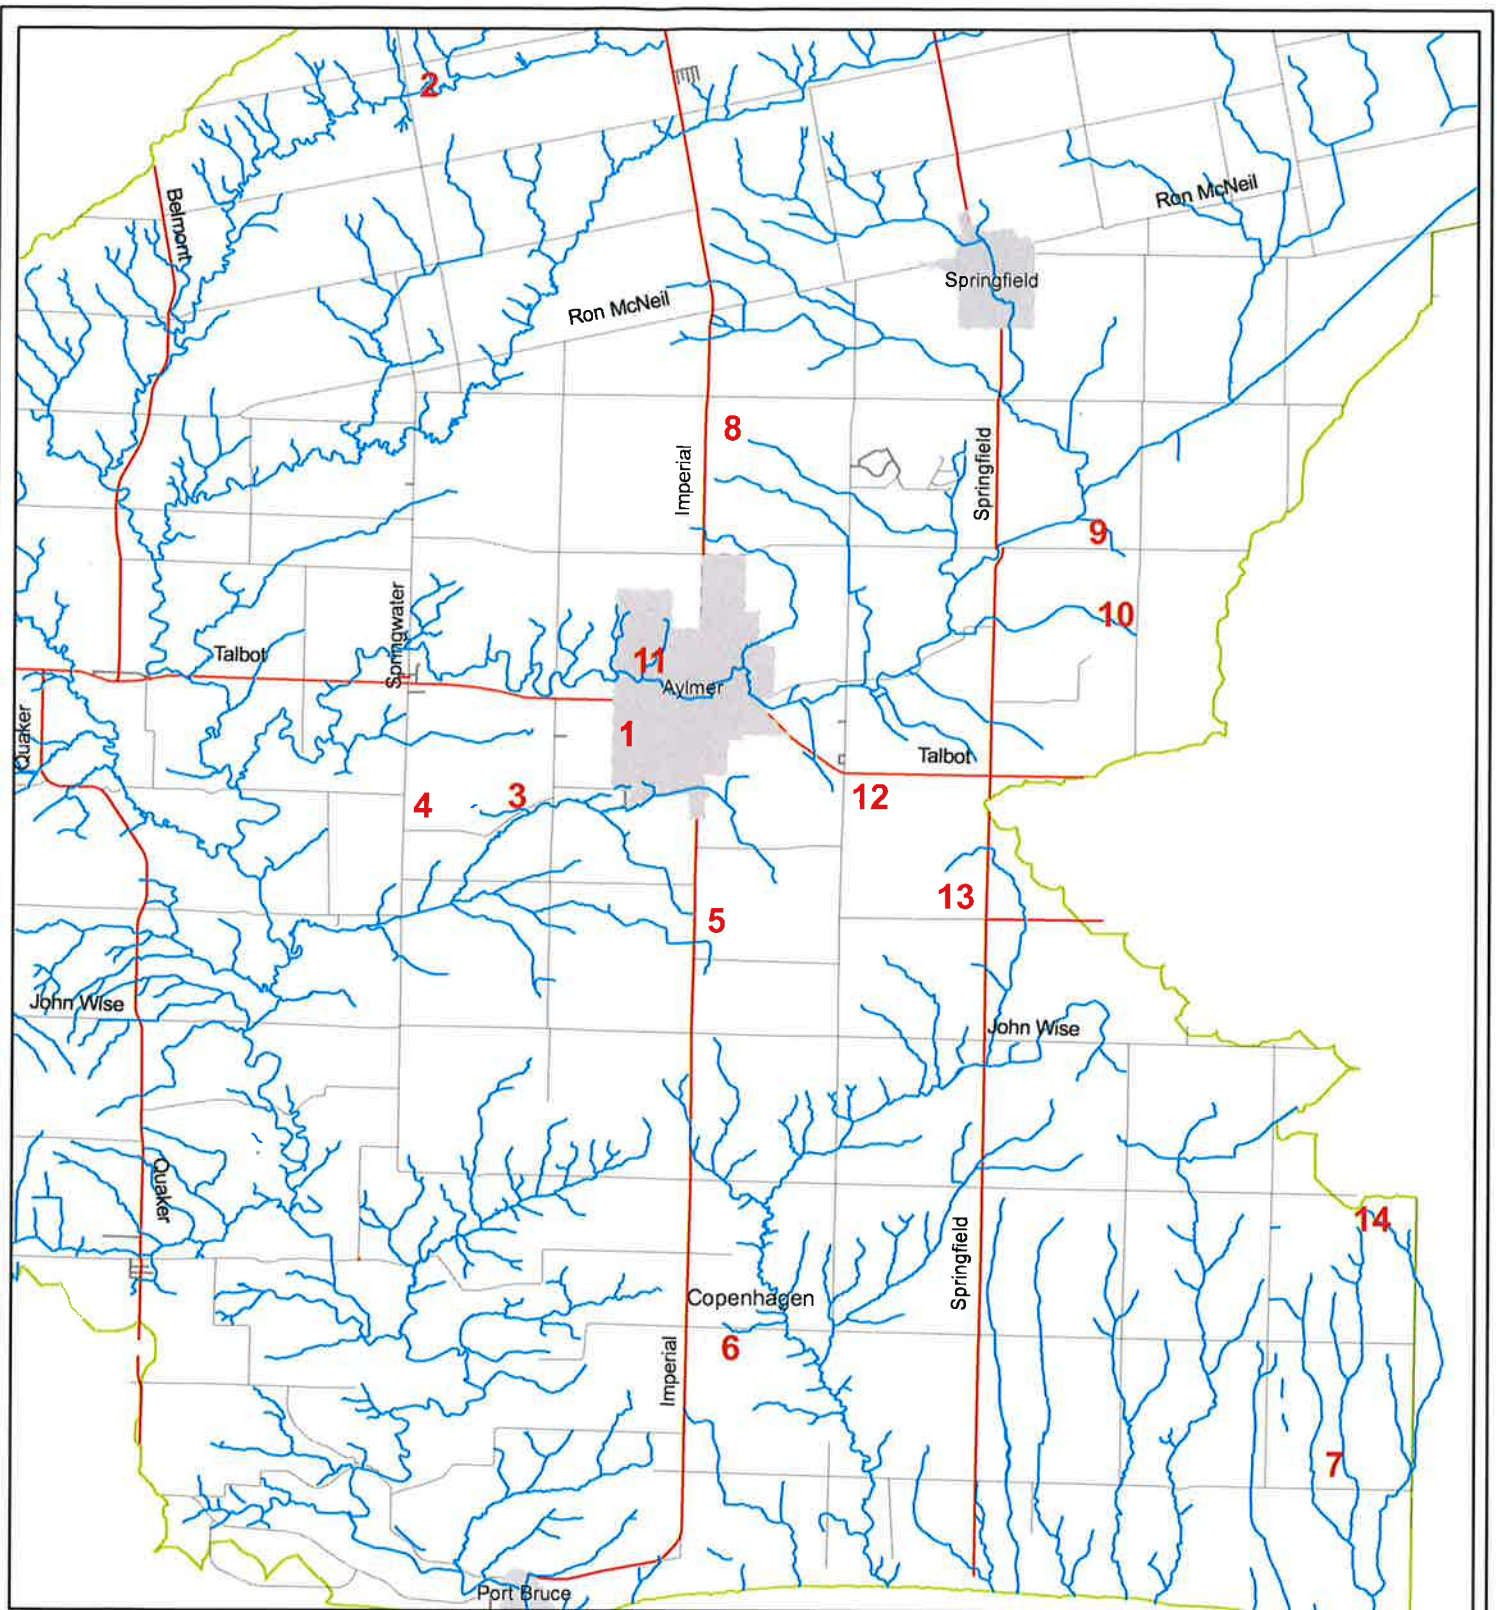 2
Belmont
Ron McNeil
Springfield
Ron McNeil
8
Imperial
Springfield
9
Springwater
10
Talbot
11
Aylmer
Quaker
1
Talbot
3
4
12
13
5
John Wise
John Wise
Quaker
14
Springfield
Copenhagen
6
Imperial
7
Port Bruce